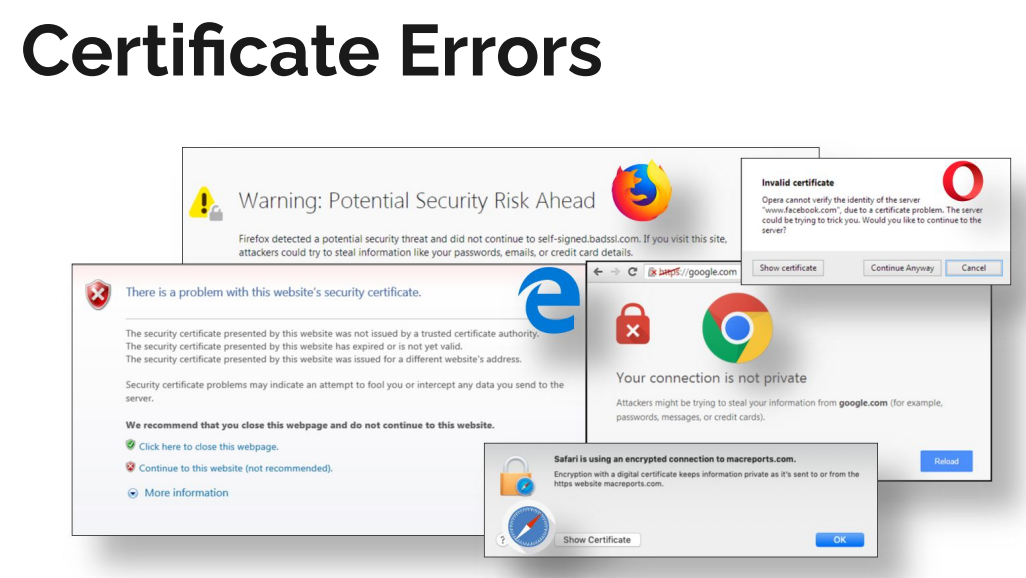 Certificate Errors
Warning: Potential Security Risk Ahead
Firefox detected a potential security threat and did not continue to self-signed.badssl.com. If you visit this site,
attackers could try to steal information like your passwords, emails, or credit card details.
Invalid certificate
Opera cannot verify the identity of the server
"www.facebook.com", due to a certificate problem. The server
could be trying to trick you. Would you like to continue to the
server?
Show certificate
Continue Anyway
Cancel
There is a problem with this website's security certificate.
The security certificate presented by this website was not issued by a trusted certificate authority.
The security certificate presented by this website has expired or is not yet valid.
The security certificate presented by this website was issued for a different website's address.
Security certificate problems may indicate an attempt to fool you or intercept any data you send to the
server.
We recommend that you close this webpage and do not continue to this website.
Click here to close this webpage.
Continue to this website (not recommended).
More information
https://google.com
Your connection is not private
Attackers might be trying to steal your information from google.com (for example,
passwords, messages, or credit cards).
Reload
Safari is using an encrypted connection to macreports.com.
Encryption with a digital certificate keeps information private as it's sent to or from the
https website macreports.com.
?
Show Certificate
OK